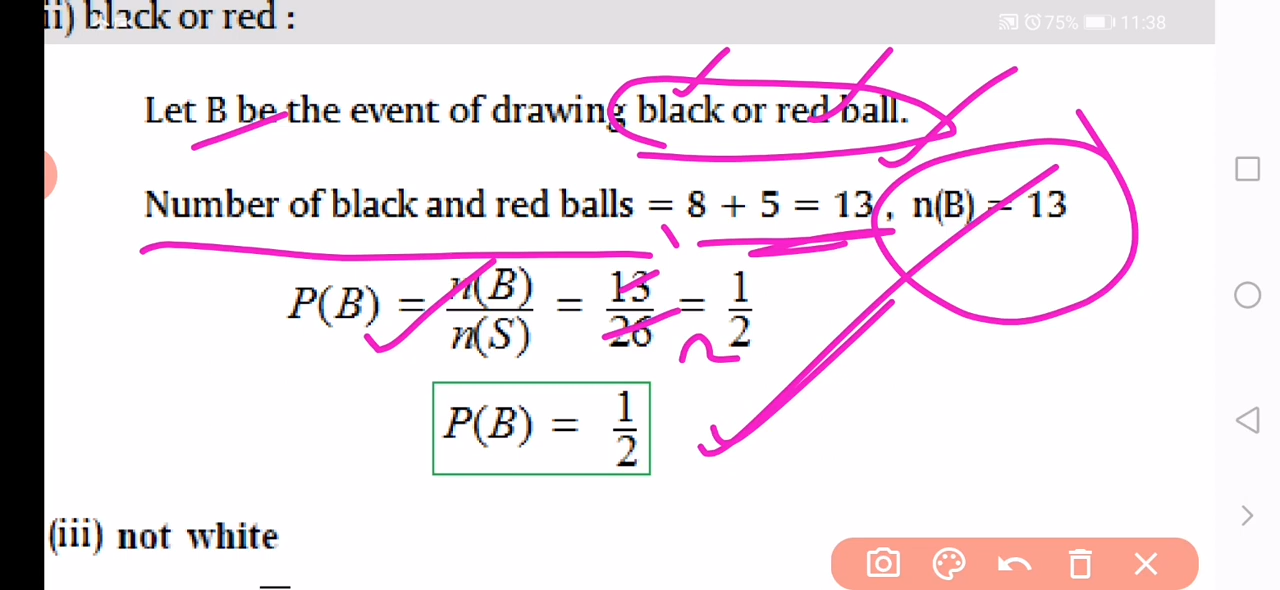 ii) black or red :
75% 11:38
Let B be the event of drawing black or red ball.
Number of black and red balls = 8 + 5 = 13 , n(B) = 13
P(B) = n(B)/n(S) = 13/26 = 1/2
P(B) = 1/2
(iii) not white